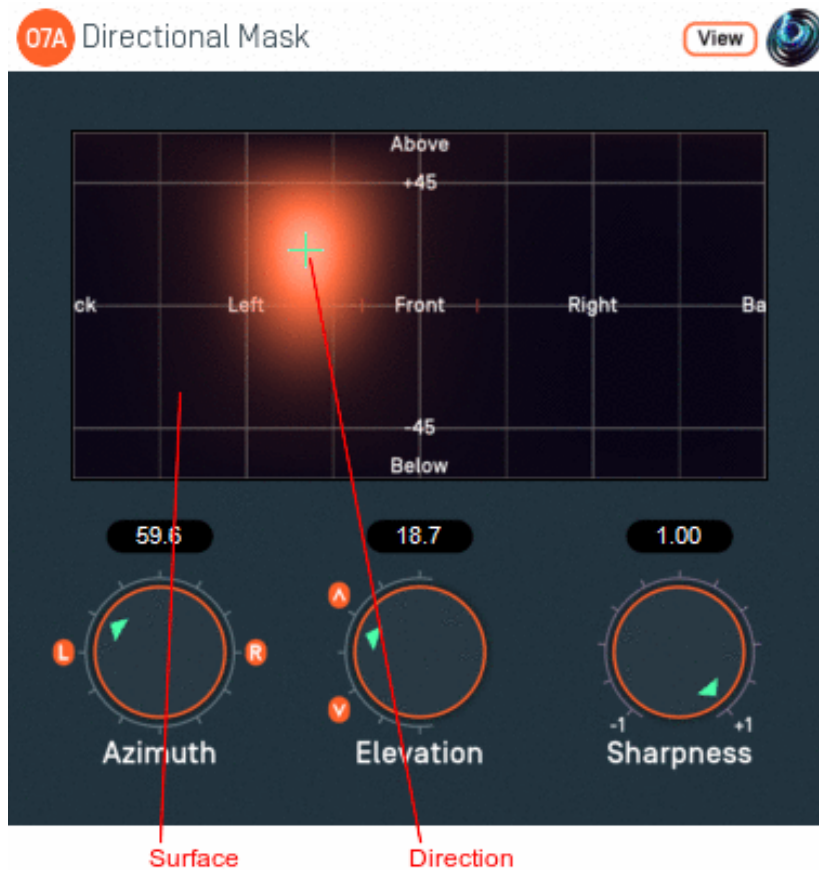 O7A Directional Mask View
Above
+45
ck Left Front Right Ba
-45
Below
59.6 18.7 1.00
L R
-1 +1
Azimuth Elevation Sharpness
Surface Direction